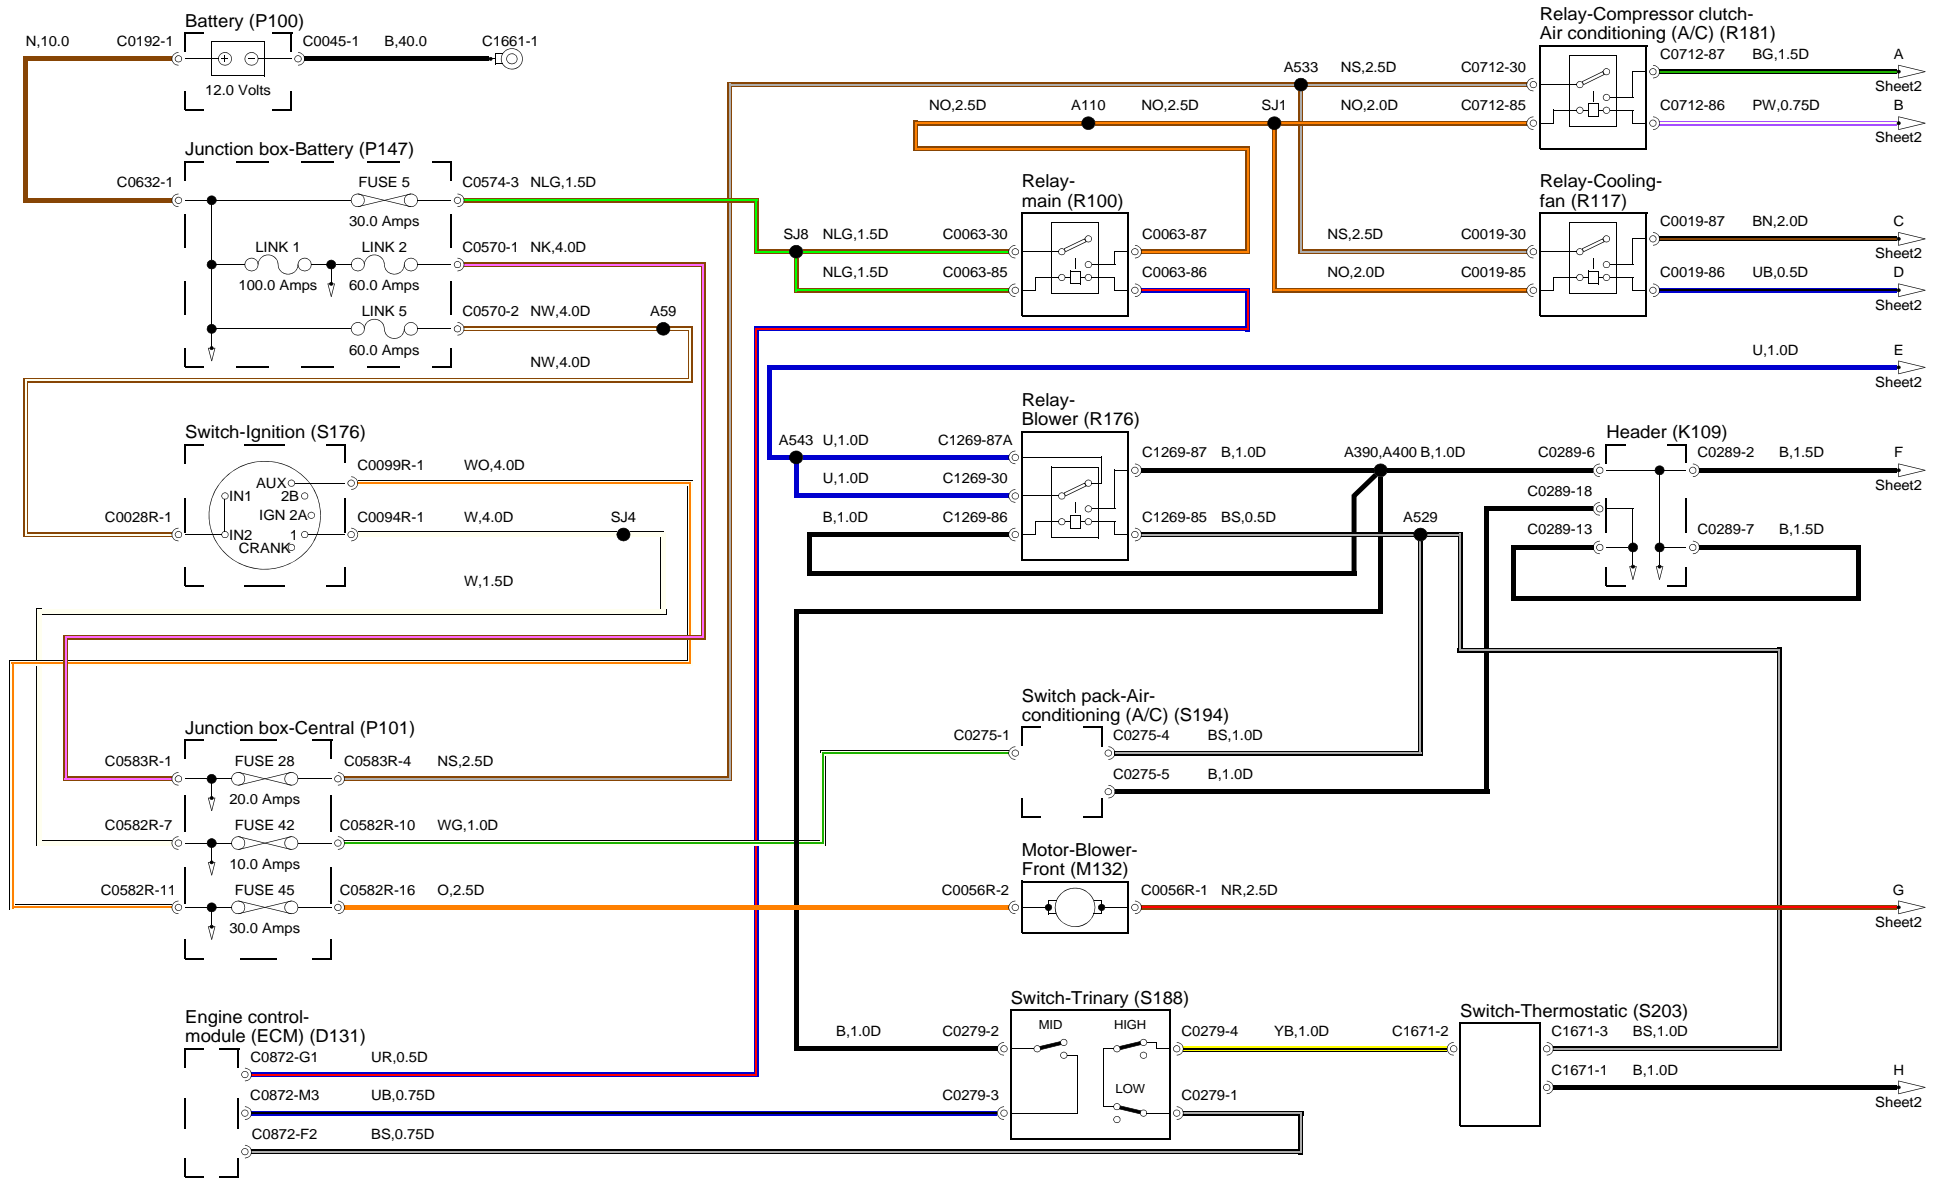 Battery (P100)
N,10.0
C0192-1
C0045-1
B,40.0
C1661-1
12.0 Volts
Junction box-Battery (P147)
C0632-1
FUSE 5
30.0 Amps
C0574-3
NLG,1.5D
LINK 1
100.0 Amps
LINK 2
60.0 Amps
C0570-1
NK,4.0D
LINK 5
60.0 Amps
C0570-2
NW,4.0D
A59
NW,4.0D
Switch-Ignition (S176)
C0099R-1
WO,4.0D
AUX
2B
IN1
IGN 2A
IN2
1
CRANK
C0028R-1
C0094R-1
W,4.0D
SJ4
W,1.5D
Junction box-Central (P101)
C0583R-1
FUSE 28
20.0 Amps
C0583R-4
NS,2.5D
C0582R-7
FUSE 42
10.0 Amps
C0582R-10
WG,1.0D
C0582R-11
FUSE 45
30.0 Amps
C0582R-16
O,2.5D
Engine control-
module (ECM) (D131)
C0872-G1
UR,0.5D
C0872-M3
UB,0.75D
C0872-F2
BS,0.75D
NO,2.5D
A110
NO,2.5D
SJ1
NO,2.0D
C0712-85
A533
NS,2.5D
C0712-30
Relay-Compressor clutch-
Air conditioning (A/C) (R181)
C0712-87
BG,1.5D
A
Sheet2
C0712-86
PW,0.75D
B
Sheet2
Relay-
main (R100)
SJ8
NLG,1.5D
C0063-30
C0063-87
NLG,1.5D
C0063-85
C0063-86
Relay-Cooling-
fan (R117)
NS,2.5D
C0019-30
C0019-87
BN,2.0D
C
Sheet2
NO,2.0D
C0019-85
C0019-86
UB,0.5D
D
Sheet2
U,1.0D
E
Sheet2
Relay-
Blower (R176)
A543
U,1.0D
C1269-87A
C1269-87
B,1.0D
A390,A400
B,1.0D
C0289-6
U,1.0D
C1269-30
B,1.0D
C1269-86
C1269-85
BS,0.5D
A529
Header (K109)
C0289-2
B,1.5D
F
Sheet2
C0289-18
C0289-13
C0289-7
B,1.5D
Switch pack-Air-
conditioning (A/C) (S194)
C0275-1
C0275-4
BS,1.0D
C0275-5
B,1.0D
Motor-Blower-
Front (M132)
C0056R-2
C0056R-1
NR,2.5D
G
Sheet2
Switch-Trinary (S188)
B,1.0D
C0279-2
MID
HIGH
C0279-4
YB,1.0D
C1671-2
LOW
C0279-3
C0279-1
Switch-Thermostatic (S203)
C1671-3
BS,1.0D
C1671-1
B,1.0D
H
Sheet2